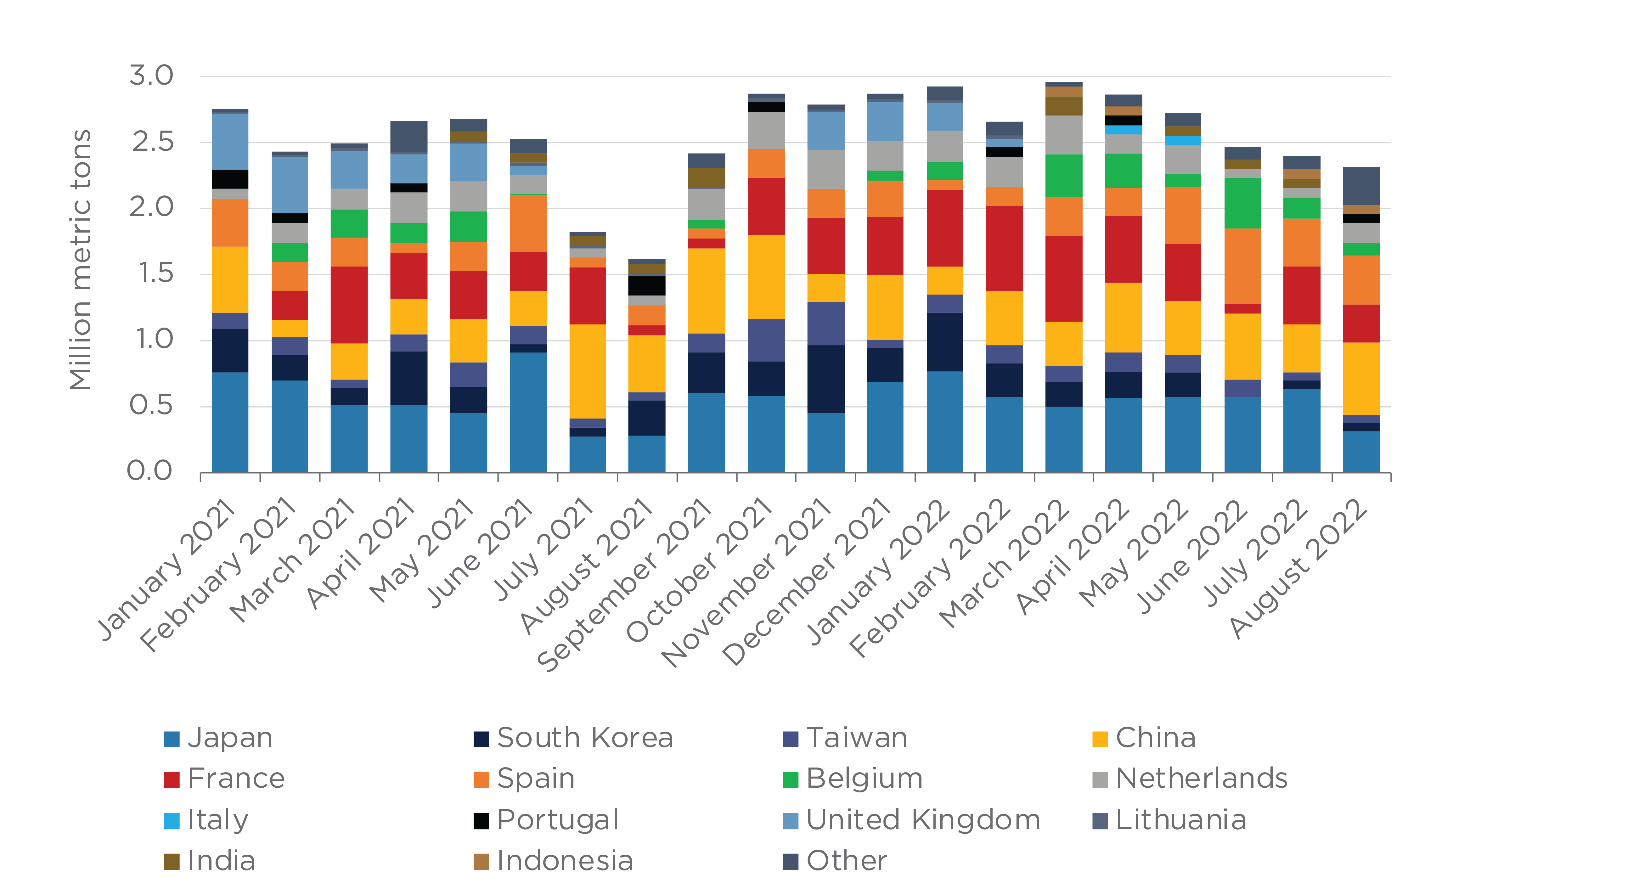 Million metric tons
3.0
2.5
2.0
1.5
1.0
0.5
0.0
January 2021
February 2021
March 2021
April 2021
May 2021
June 2021
July 2021
August 2021
September 2021
October 2021
November 2021
December 2021
January 2022
February 2022
March 2022
April 2022
May 2022
June 2022
July 2022
August 2022
Japan South Korea Taiwan China
France Spain Belgium Netherlands
Italy Portugal United Kingdom Lithuania
India Indonesia Other